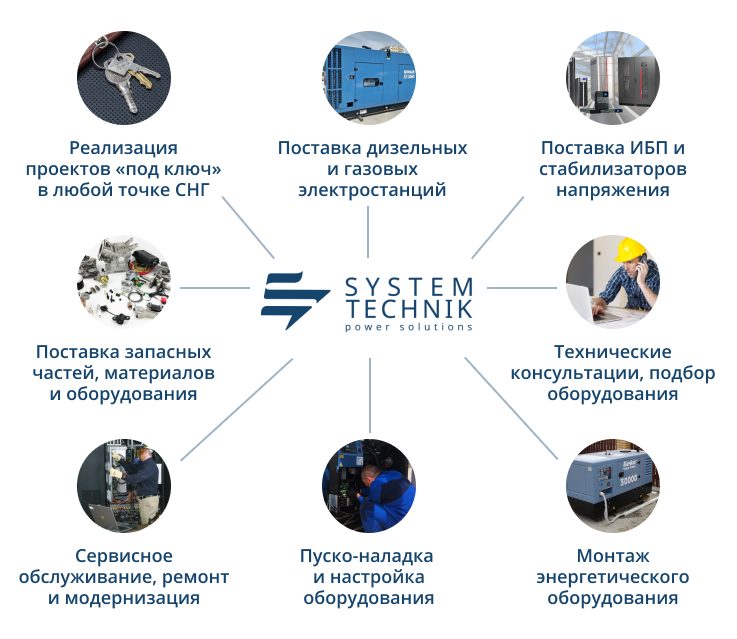 Реализация
проектов «под ключ»
в любой точке СНГ
Поставка дизельных
и газовых
электростанций
Поставка ИБП и
стабилизаторов
напряжения
SYSTEM
TECHNIK
power solutions
Поставка запасных
частей, материалов
и оборудования
Технические
консультации, подбор
оборудования
Сервисное
обслуживание, ремонт
и модернизация
Пуско-наладка
и настройка
оборудования
Монтаж
энергетического
оборудования